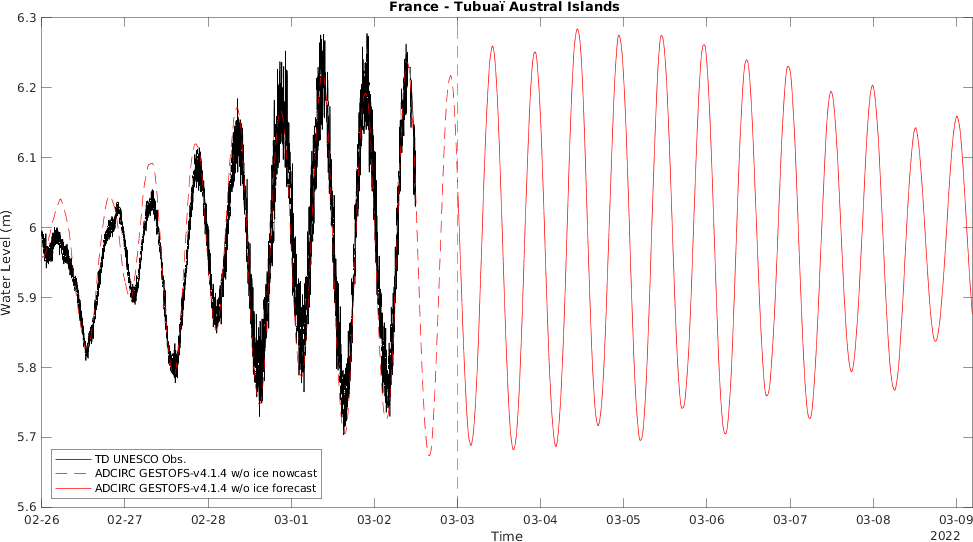 France - Tubuaï Austral Islands
6.3
6.2
6.1
6
5.9
5.8
5.7
5.6
Water Level (m)
TD UNESCO Obs.
ADCIRC GESTOFS-v4.1.4 w/o ice nowcast
ADCIRC GESTOFS-v4.1.4 w/o ice forecast
02-26 02-27 02-28 03-01 03-02 03-03 03-04 03-05 03-06 03-07 03-08 03-09
Time 2022